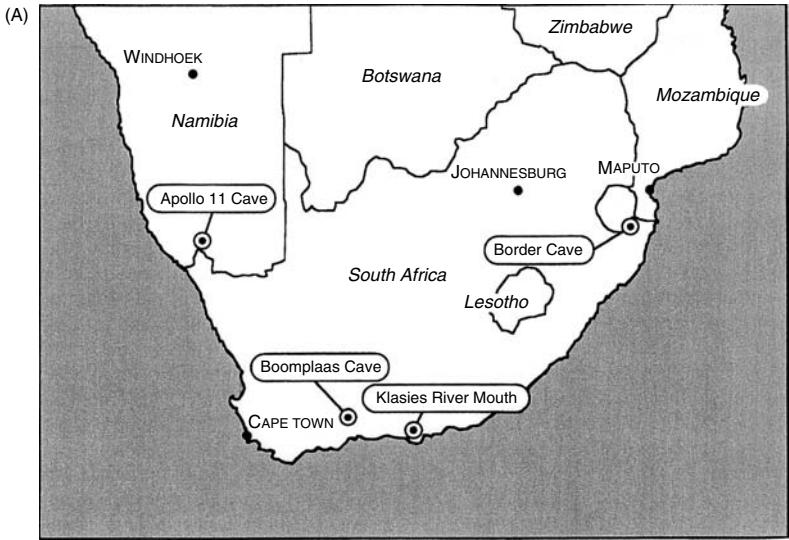 (A)
Zimbabwe
WINDHOEK
Botswana
Mozambique
Namibia
JOHANNESBURG
MAPUTO
Apollo 11 Cave
Border Cave
South Africa
Lesotho
Boomplaas Cave
Klasies River Mouth
CAPE TOWN